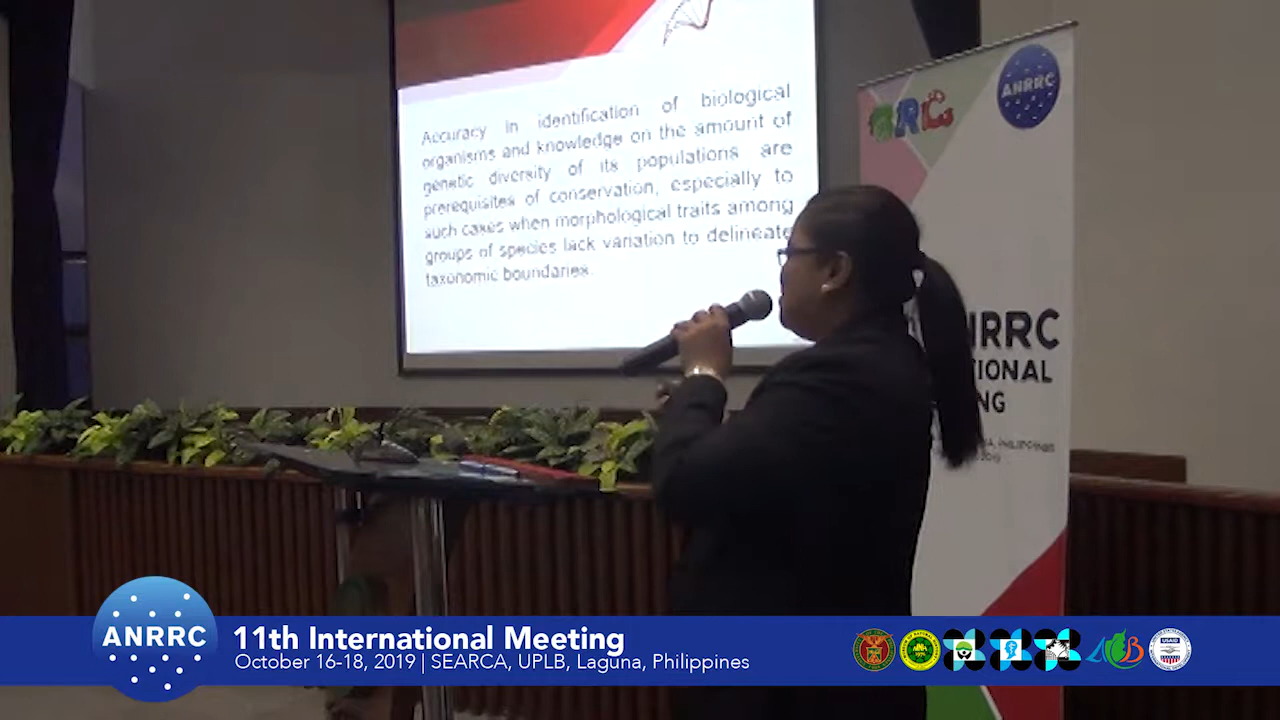 Accuracy in identification of biological
organisms and knowledge on the amount of
genetic diversity of its populations are
prerequisites of conservation, especially to
such cases when morphological traits among
groups of species lack variation to delineate
taxonomic boundaries.
ANRRC
NRRC
TIONAL
NG
PHILIPPINES
ANRRC
11th International Meeting
October 16-18, 2019 | SEARCA, UPLB, Laguna, Philippines
USAID